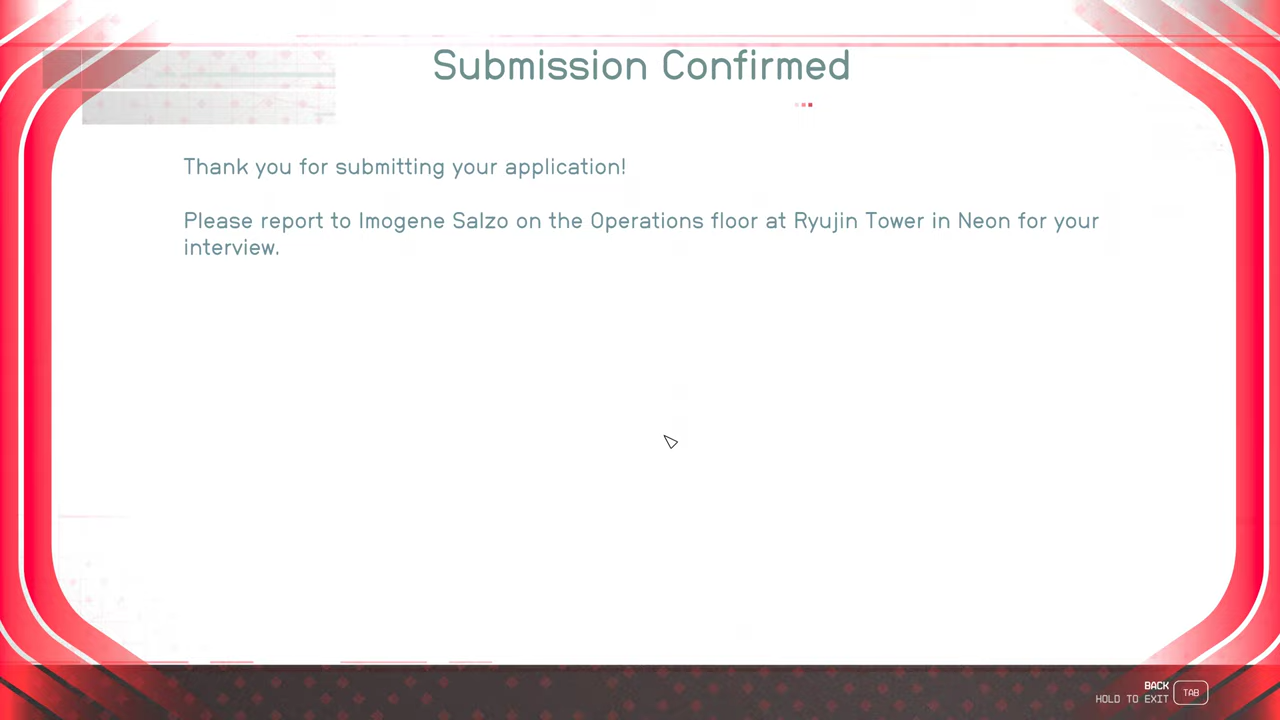 Submission Confirmed
Thank you for submitting your application!
Please report to Imogene Salzo on the Operations floor at Ryujin Tower in Neon for your
interview.
BACK
HOLD TO EXIT TAB